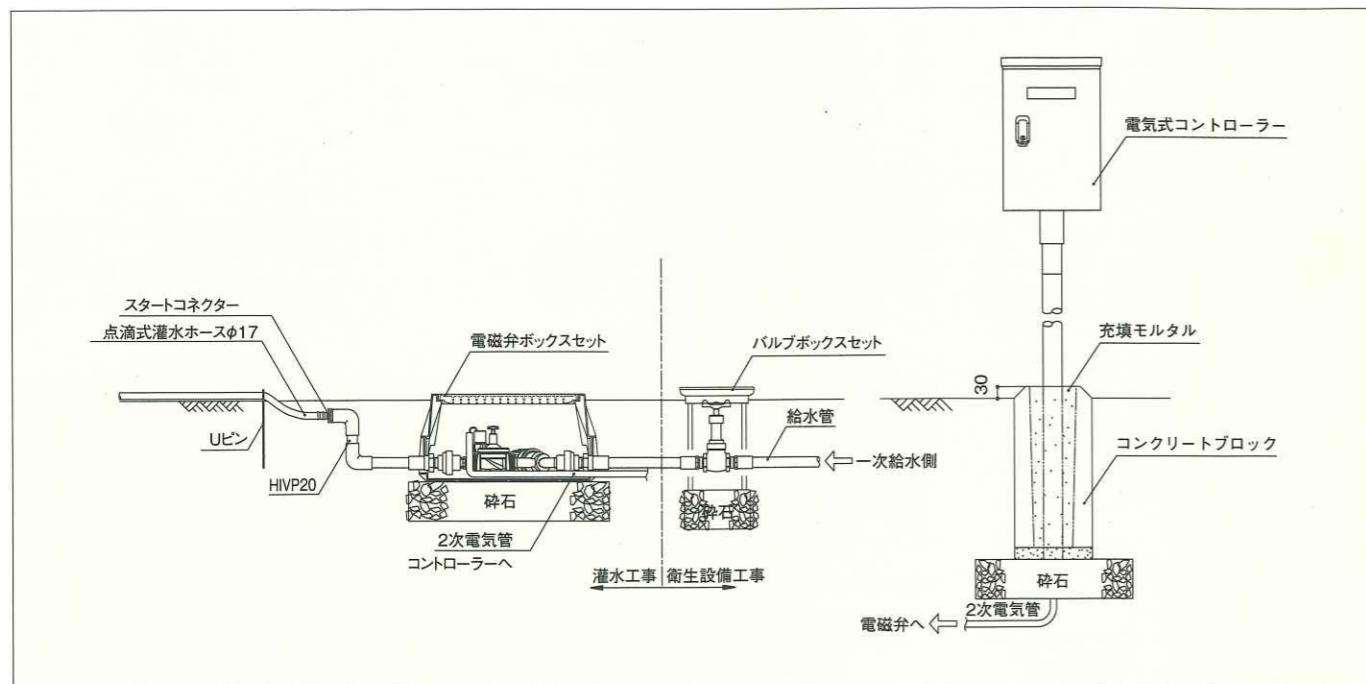 電気式コントローラー
スタートコネクター
点滴式灌水ホースφ17
電磁弁ボックスセット
バルブボックスセット
充填モルタル
30
給水管
Uピン
コンクリートブロック
一次給水側
HIVP20
砕石
砕石
2次電気管
コントローラーへ
灌水工事
衛生設備工事
砕石
2次電気管
電磁弁へ